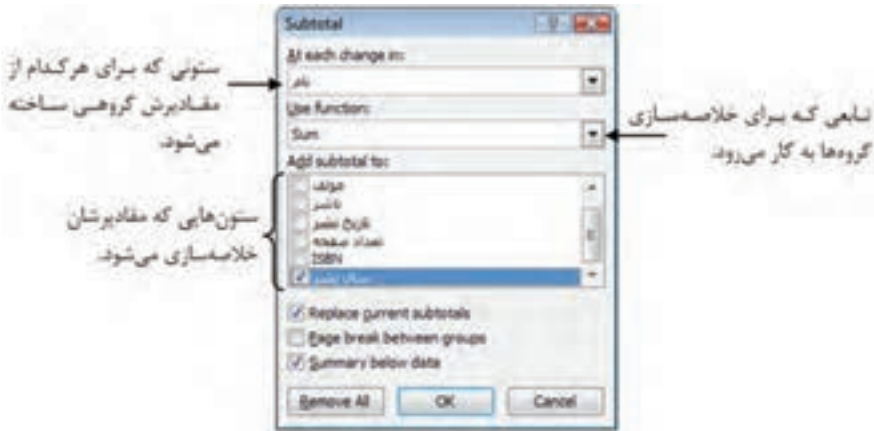 Subtotal
At each change in:
نام
Use function:
Sum
Add subtotal to:
مولف
ناشر
تاریخ نشر
تعداد صفحه
ISBN
سال نشر
Replace current subtotals
Page break between groups
Summary below data
Remove All
OK
Cancel
ستونی که برای هرکدام از
مقادیرش گروهی ساخته
می‌شود.
تابعی که برای خلاصه‌سازی
گروه‌ها به کار می‌رود.
ستون‌هایی که مقادیرشان
خلاصه‌سازی می‌شود.